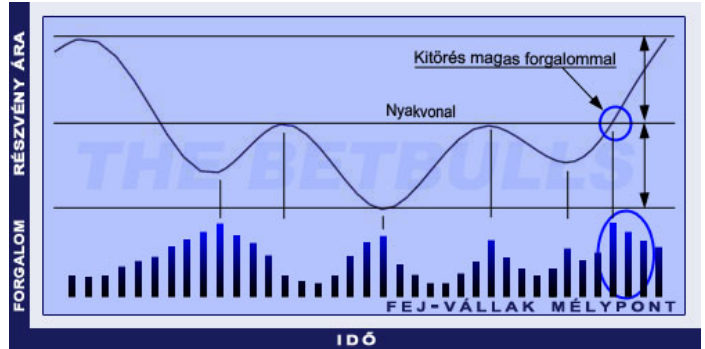 RÉSZVÉNY ÁRA
Kitörés magas forgalommal
Nyakvonal
THE BETBULLS
FORGALOM
FEJ-VÁLLAK MÉLYPONT
IDŐ